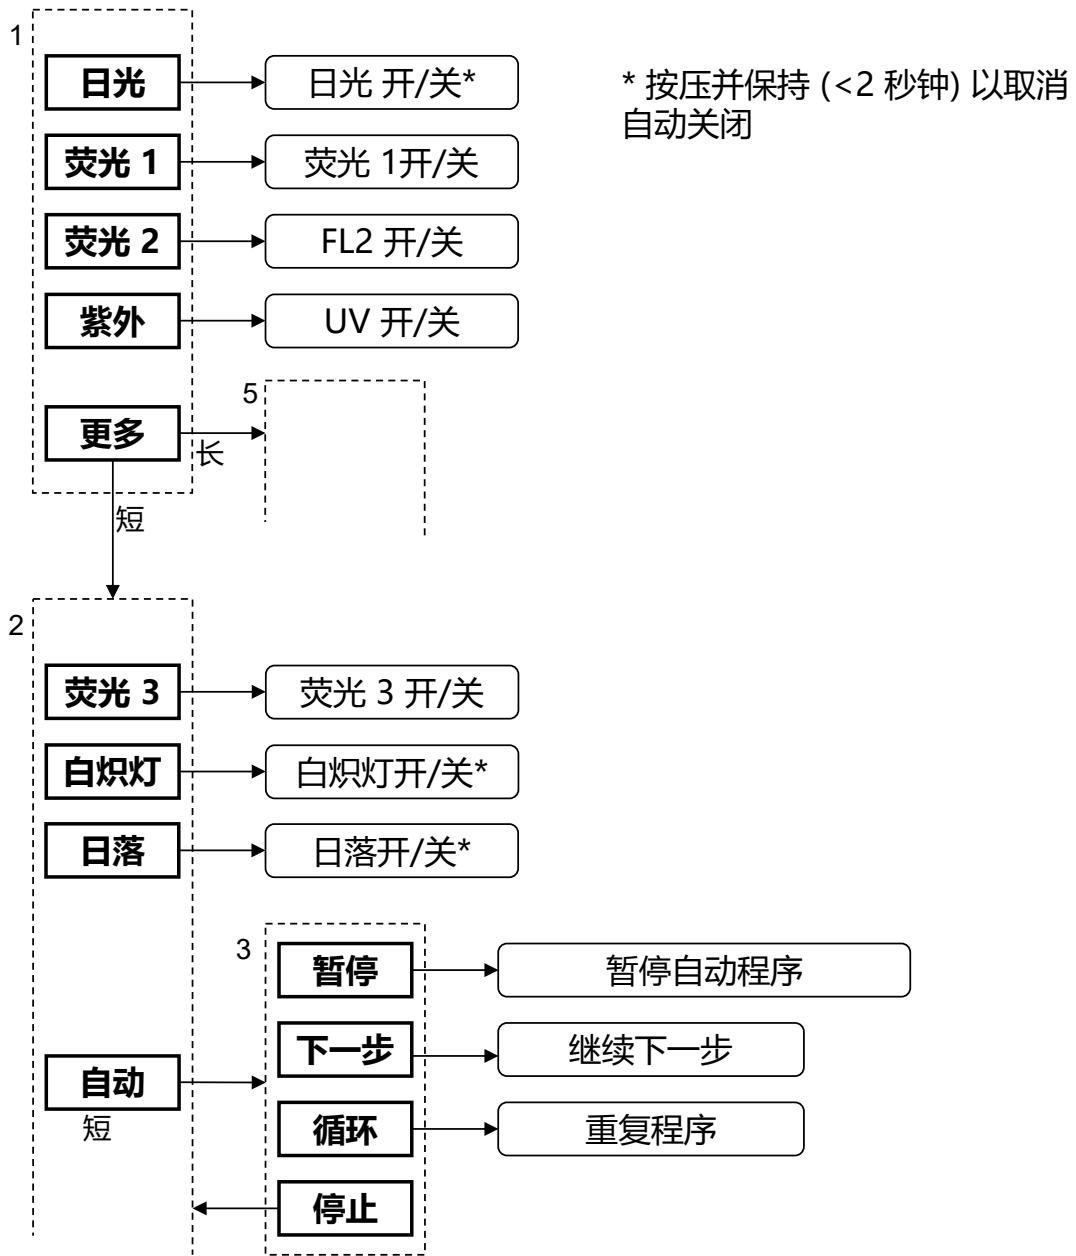 1
日光
日光 开/关*
* 按压并保持 (<2 秒钟) 以取消
自动关闭
荧光 1
荧光 1开/关
荧光 2
FL2 开/关
紫外
UV 开/关
更多
长
5
短
2
荧光 3
荧光 3 开/关
白炽灯
白炽灯开/关*
日落
日落开/关*
3
暂停
暂停自动程序
下一步
继续下一步
自动
短
循环
重复程序
停止